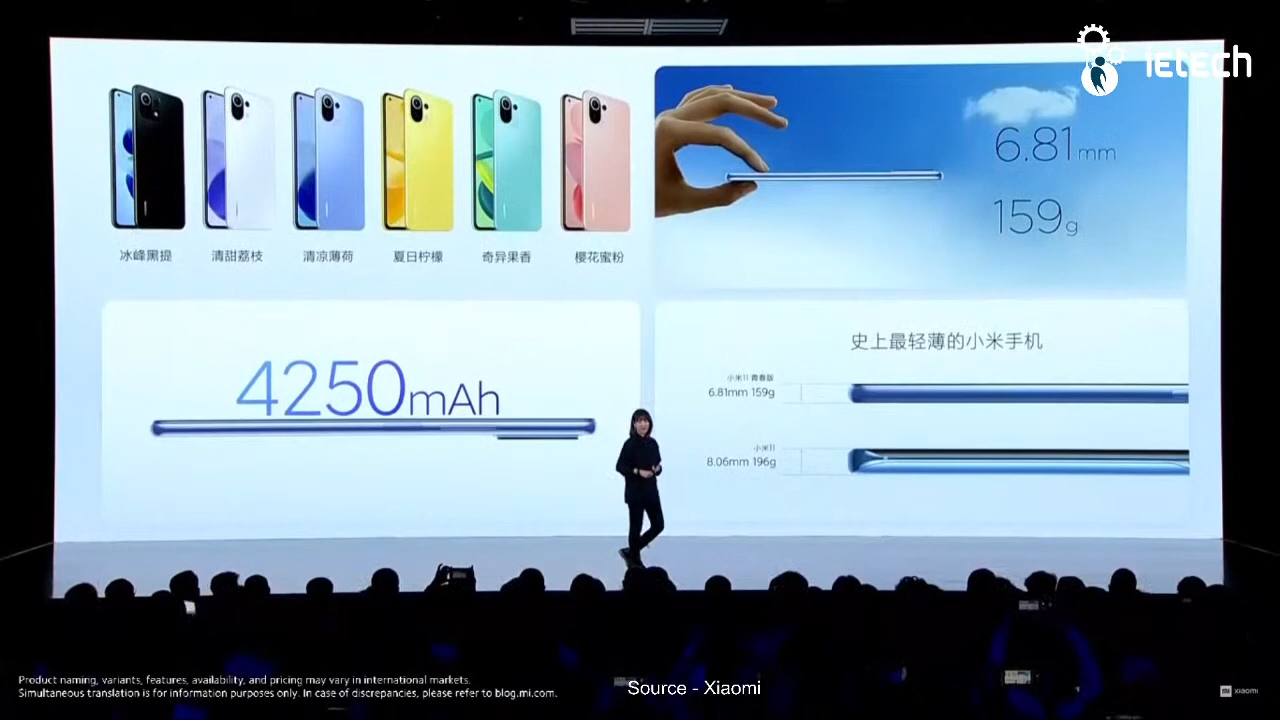 ietech
冰峰黑提
清甜荔枝
清凉薄荷
夏日柠檬
奇异果香
樱花蜜粉
6.81mm
159g
4250mAh
史上最轻薄的小米手机
小米11 青春版
6.81mm 159g
小米11
8.06mm 196g
Product naming, variants, features, availability, and pricing may vary in international markets.
Simultaneous translation is for information purposes only. In case of discrepancies, please refer to blog.mi.com.
Source - Xiaomi
mi xiaomi